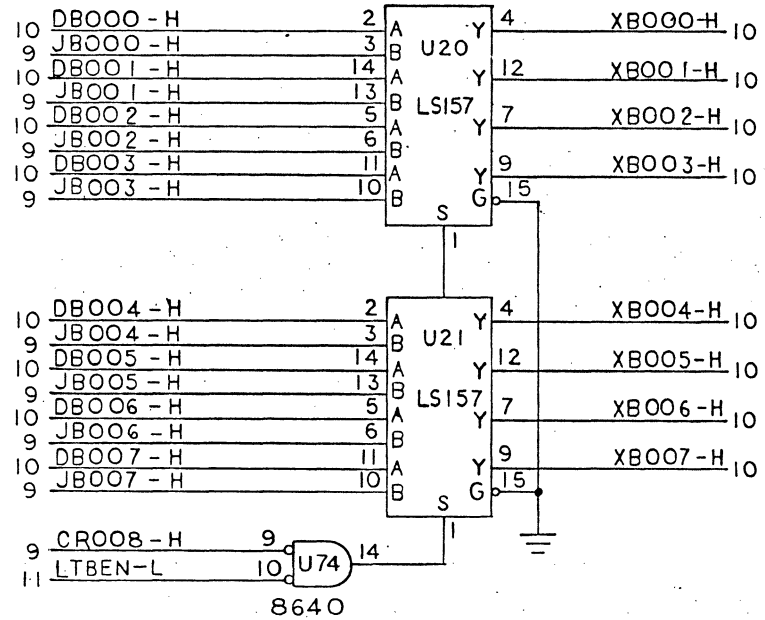 10 DB000-H 2 A Y 4 XB000-H 10
9 JB000-H 3 B U20
10 DB001-H 14 A Y 12 XB001-H 10
9 JB001-H 13 B LS157
10 DB002-H 5 A Y 7 XB002-H 10
9 JB002-H 6 B
10 DB003-H 11 A Y 9 XB003-H 10
9 JB003-H 10 B G 15
S
1
10 DB004-H 2 A Y 4 XB004-H 10
9 JB004-H 3 B U21
10 DB005-H 14 A Y 12 XB005-H 10
9 JB005-H 13 B LS157
10 DB006-H 5 A Y 7 XB006-H 10
9 JB006-H 6 B
10 DB007-H 11 A Y 9 XB007-H 10
9 JB007-H 10 B G 15
S
1
9 CR008-H 9 U74 14
11 LTBEN-L 10
8640